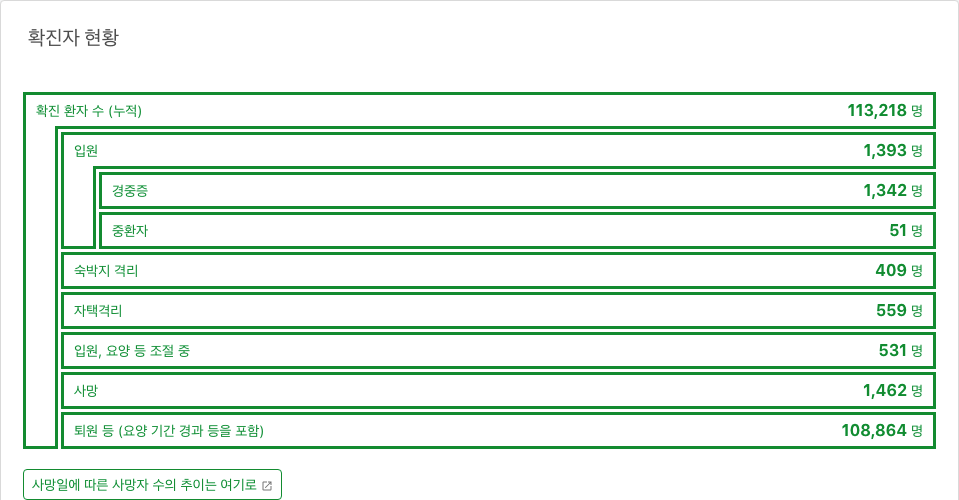 확진자 현황
확진 환자 수 (누적) 113,218 명
입원 1,393 명
경중증 1,342 명
중환자 51 명
숙박지 격리 409 명
자택격리 559 명
입원, 요양 등 조절 중 531 명
사망 1,462 명
퇴원 등 (요양 기간 경과 등을 포함) 108,864 명
사망일에 따른 사망자 수의 추이는 여기로